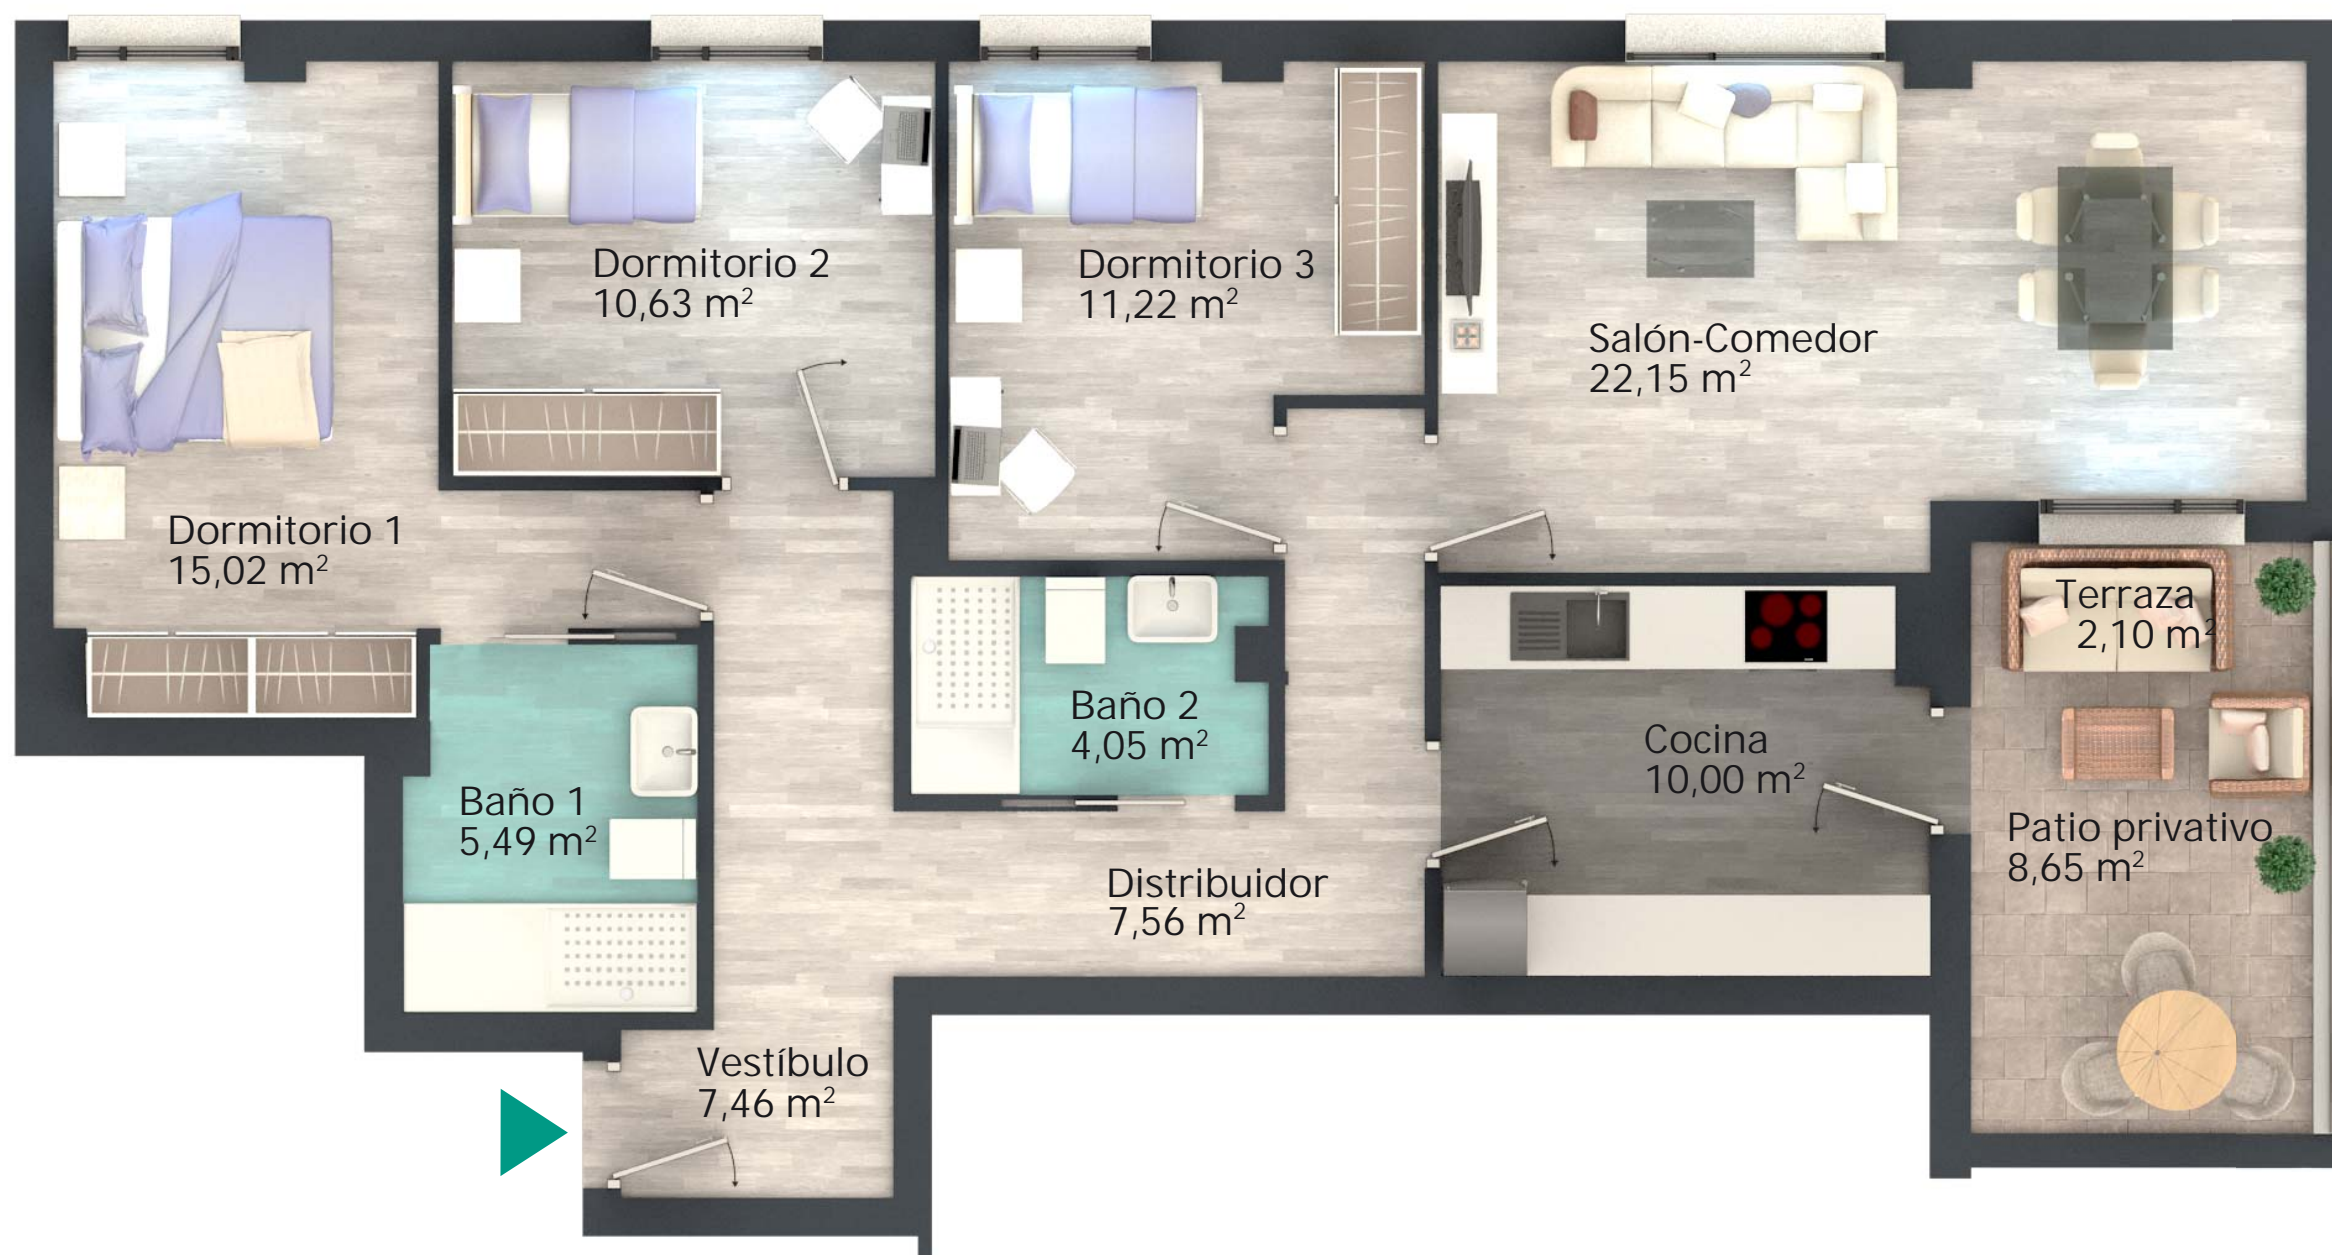 Dormitorio 2
10,63 m²
Dormitorio 3
11,22 m²
Salón-Comedor
22,15 m²
Dormitorio 1
15,02 m²
Terraza
2,10 m²
Baño 2
4,05 m²
Cocina
10,00 m²
Baño 1
5,49 m²
Patio privativo
8,65 m²
Distribuidor
7,56 m²
Vestíbulo
7,46 m²